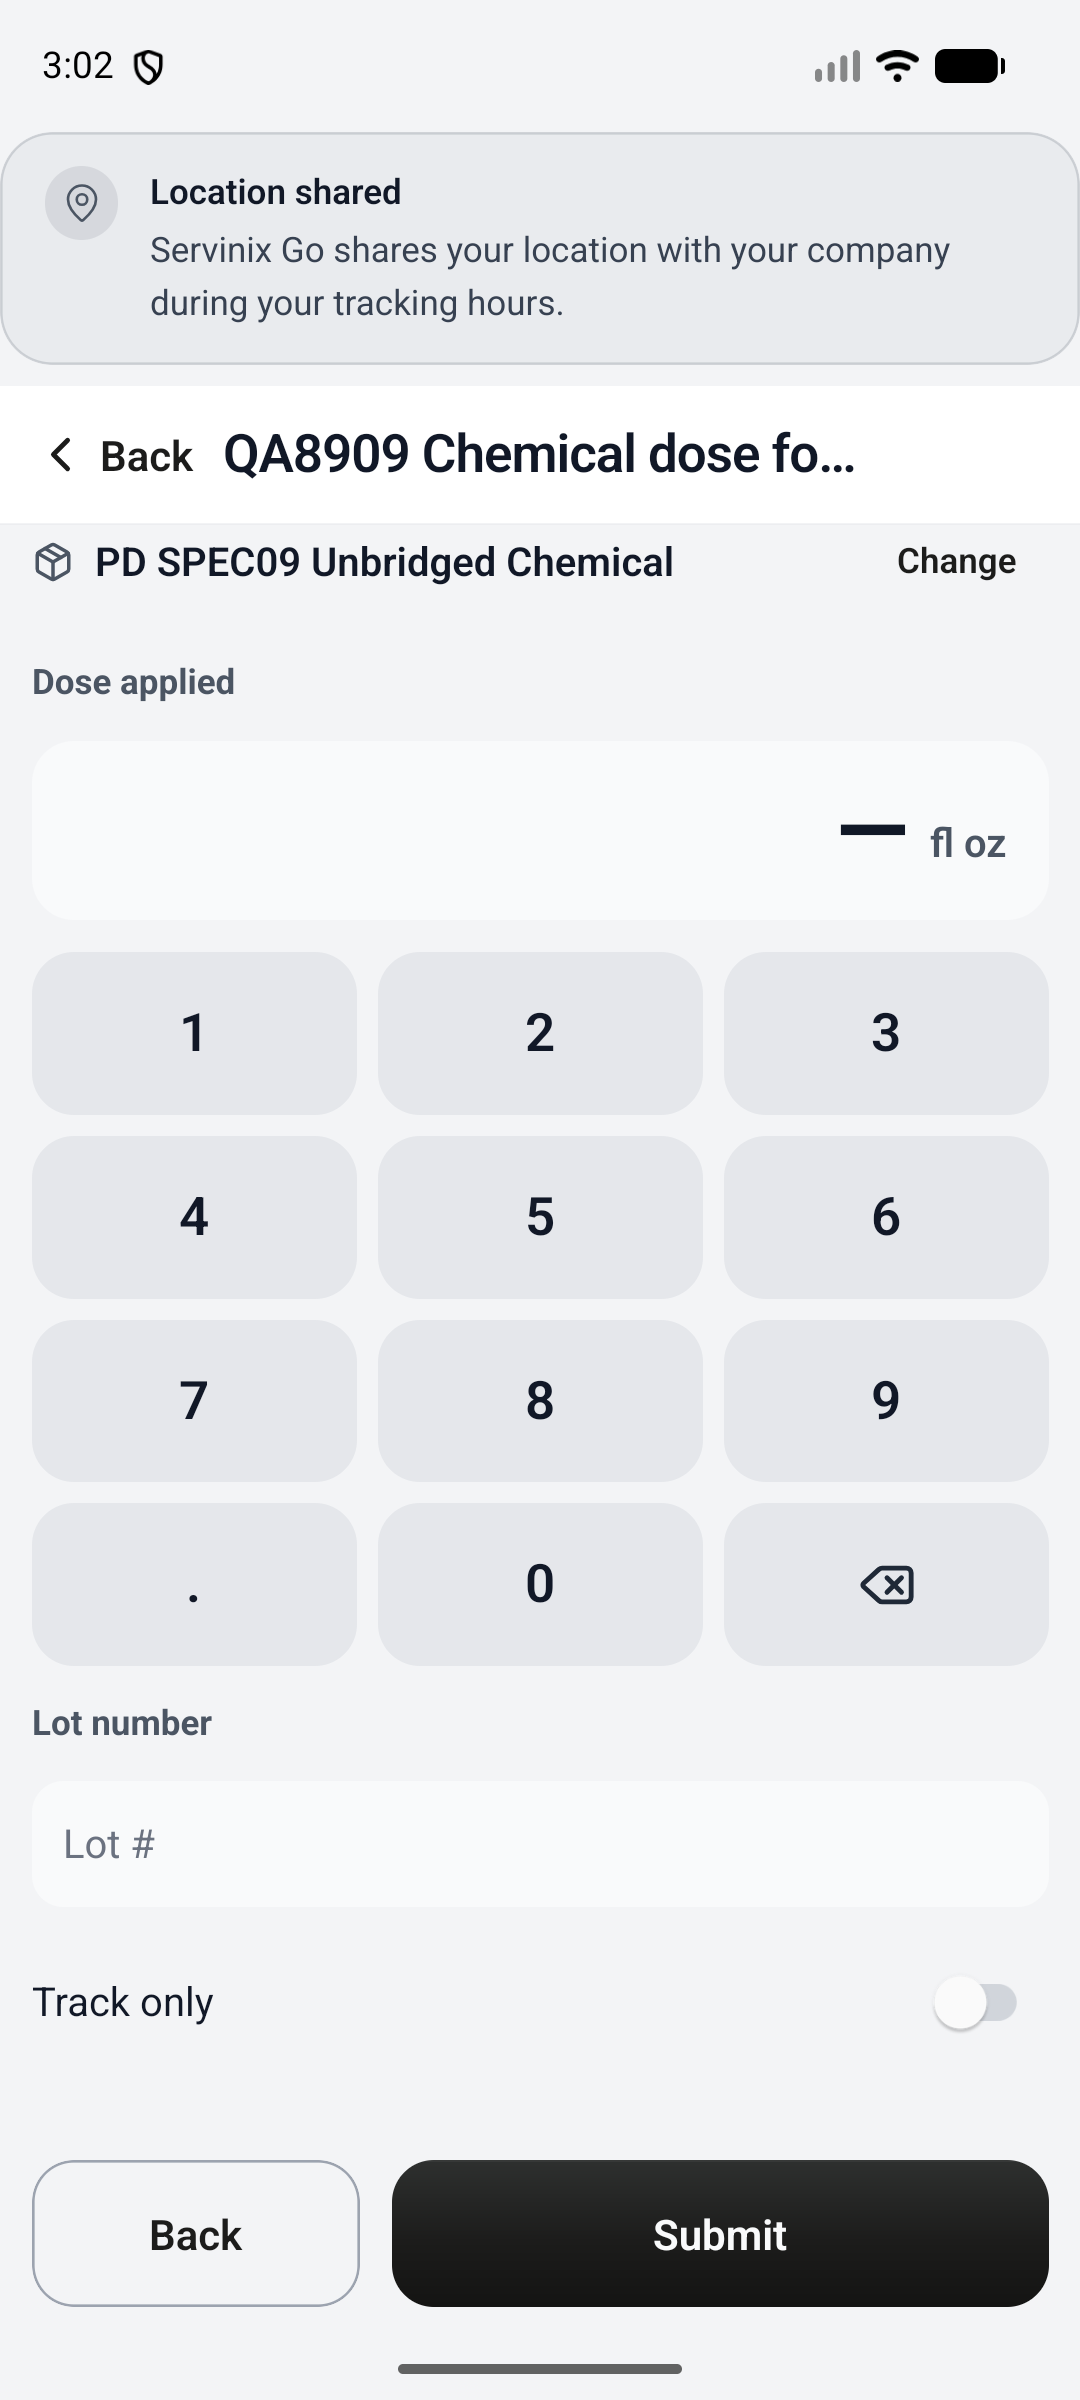 3:02
Location shared
Servinix Go shares your location with your company
during your tracking hours.
Back QA8909 Chemical dose fo...
PD SPEC09 Unbridged Chemical Change
Dose applied
— fl oz
1 2 3
4 5 6
7 8 9
. 0
Lot number
Lot #
Track only
Back Submit